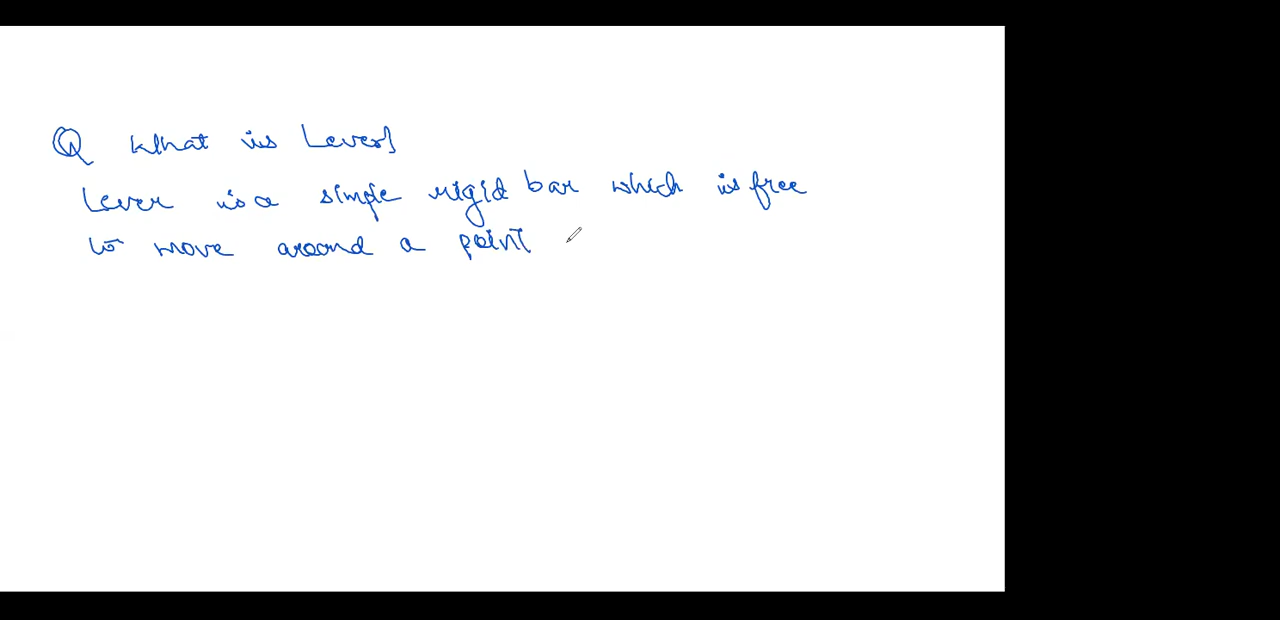 Q What is Lever?
Lever is a simple rigid bar which is free
to move around a point